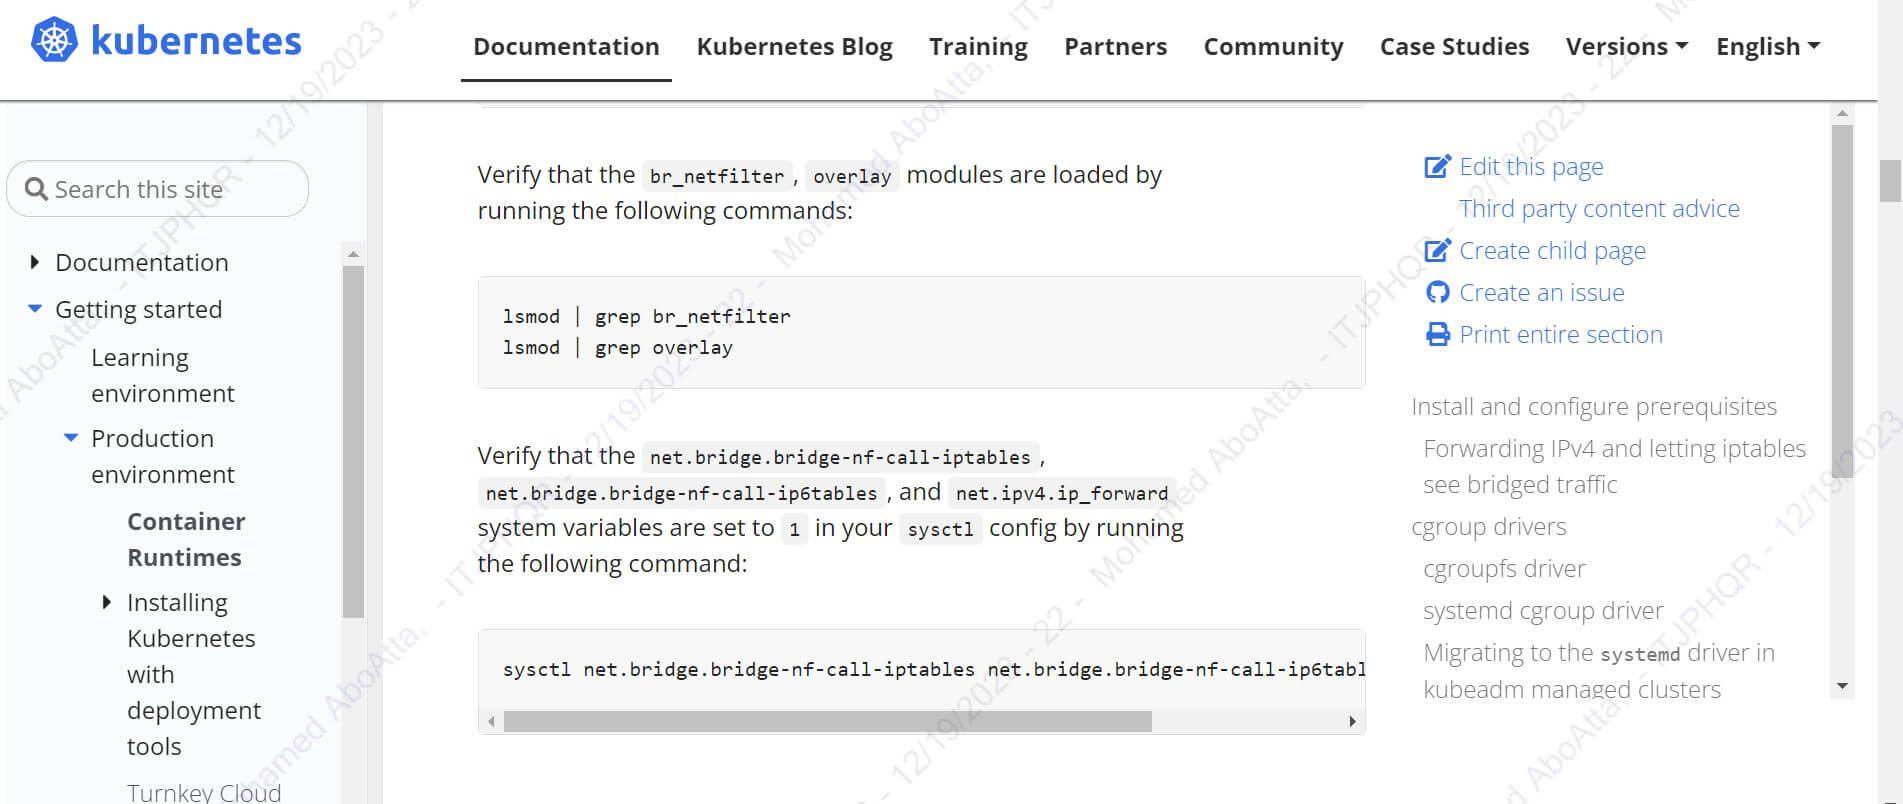 kubernetes
Documentation Kubernetes Blog Training Partners Community Case Studies Versions English
Search this site
Documentation
Getting started
Learning
environment
Production
environment
Container
Runtimes
Installing
Kubernetes
with
deployment
tools
Turnkey Cloud
Verify that the br_netfilter, overlay modules are loaded by
running the following commands:
lsmod | grep br_netfilter
lsmod | grep overlay
Verify that the net.bridge.bridge-nf-call-iptables,
net.bridge.bridge-nf-call-ip6tables, and net.ipv4.ip_forward
system variables are set to 1 in your sysctl config by running
the following command:
sysctl net.bridge.bridge-nf-call-iptables net.bridge.bridge-nf-call-ip6tabl
Edit this page
Third party content advice
Create child page
Create an issue
Print entire section
Install and configure prerequisites
Forwarding IPv4 and letting iptables
see bridged traffic
cgroup drivers
cgroupfs driver
systemd cgroup driver
Migrating to the systemd driver in
kubeadm managed clusters
12/19/2023 - 22 - Mohamed AboAtta, - ITJPHQR - 12/19/2023